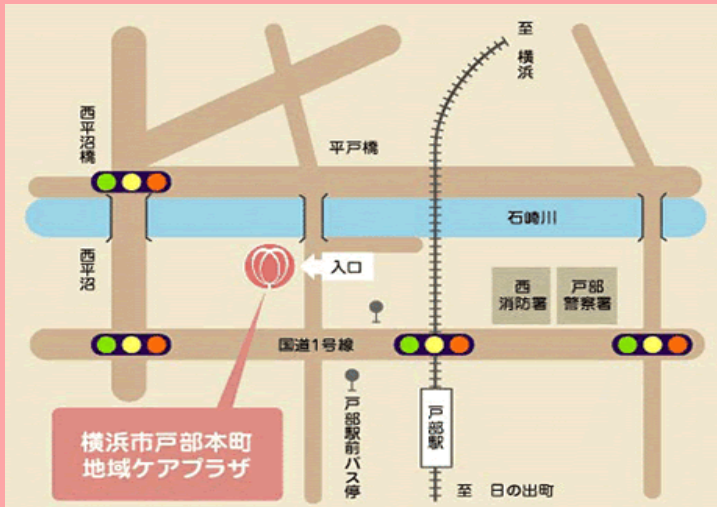 至
横浜
西平沼橋
平戸橋
石崎川
西平沼
入口
西
消防署
戸部
警察署
国道1号線
戸部駅前バス停
戸部駅
横浜市戸部本町
地域ケアプラザ
至 日の出町